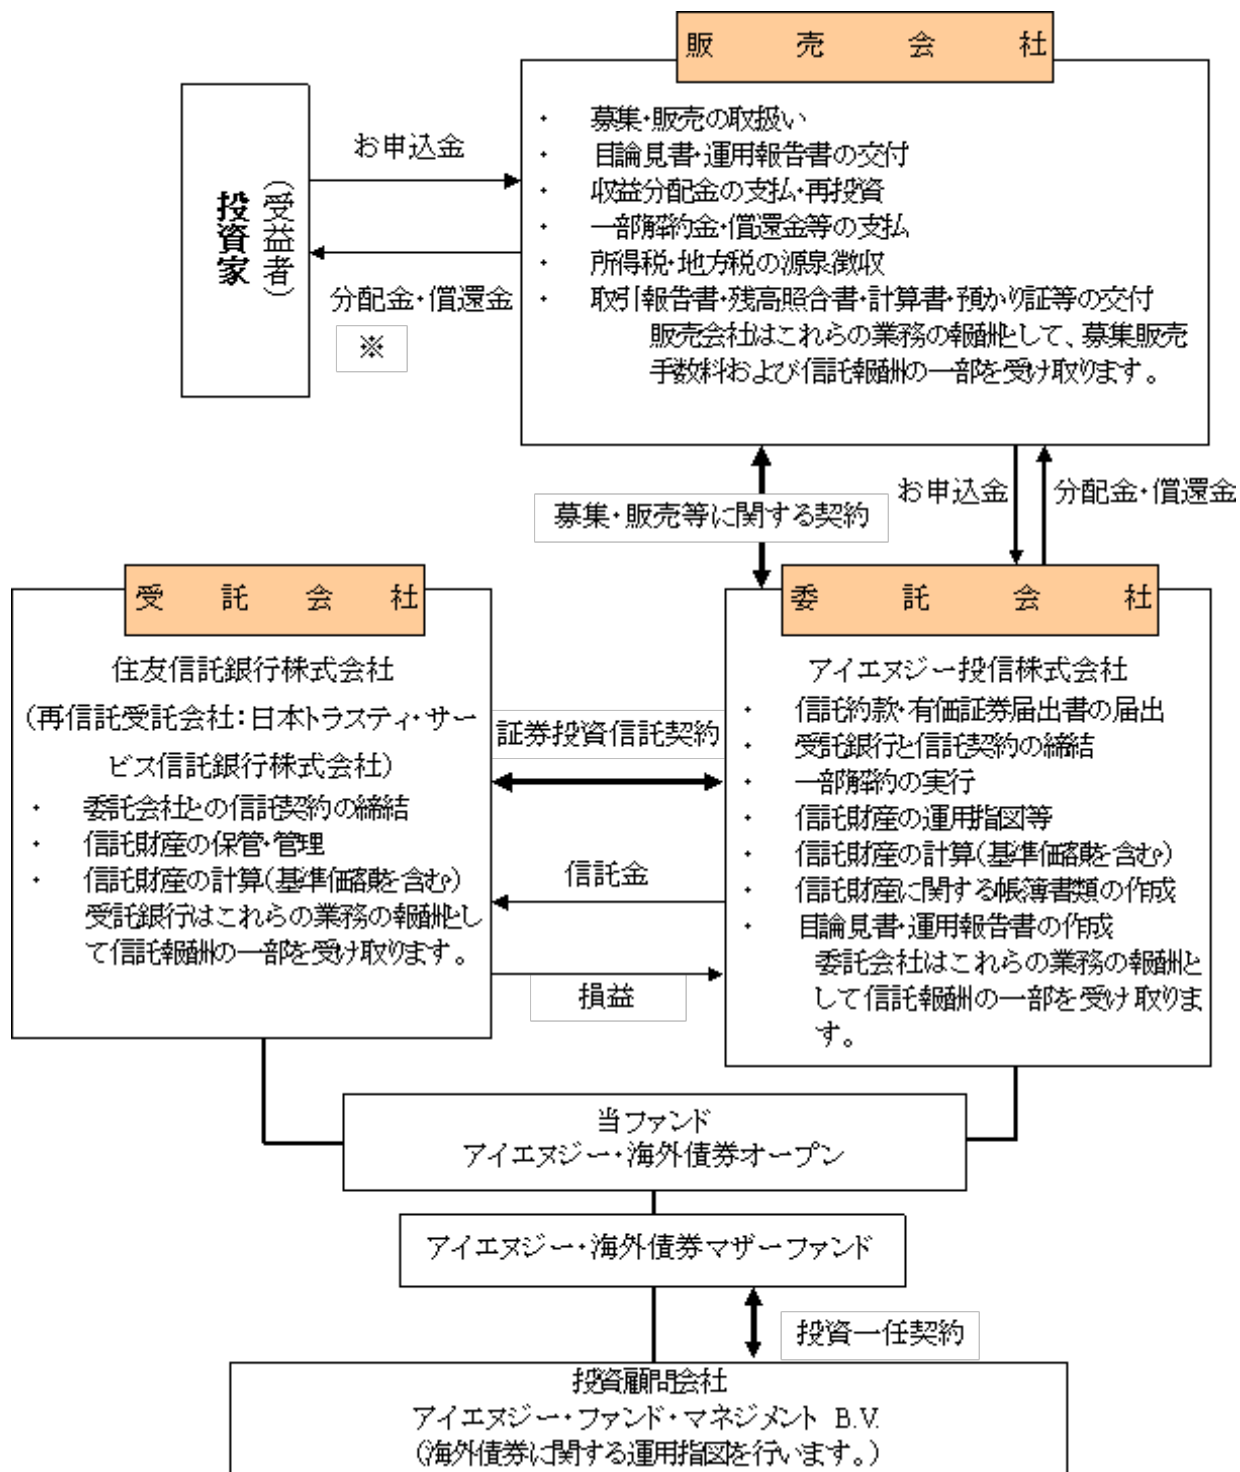 販売会社
・ 募集・販売の取扱い
・ 目論見書・運用報告書の交付
・ 収益分配金の支払・再投資
・ 一部解約金・償還金等の支払
・ 所得税・地方税の源泉徴収
・ 取引報告書・残高照合書・計算書・預かり証等の交付
販売会社はこれらの業務の報酬として、募集販売
手数料および信託報酬の一部を受け取ります。
投資家
(受益者)
お申込金
分配金・償還金
※
募集・販売等に関する契約
お申込金
分配金・償還金
受託会社
住友信託銀行株式会社
(再信託受託会社:日本トラスティ・サー
ビス信託銀行株式会社)
・ 委託会社との信託契約の締結
・ 信託財産の保管・管理
・ 信託財産の計算(基準価額を含む)
受託銀行はこれらの業務の報酬とし
て信託報酬の一部を受け取ります。
証券投資信託契約
信託金
損益
委託会社
アイエヌジー投信株式会社
・ 信託約款・有価証券届出書の届出
・ 受託銀行と信託契約の締結
・ 一部解約の実行
・ 信託財産の運用指図等
・ 信託財産の計算(基準価額を含む)
・ 信託財産に関する帳簿書類の作成
・ 目論見書・運用報告書の作成
委託会社はこれらの業務の報酬と
して信託報酬の一部を受け取りま
す。
当ファンド
アイエヌジー・海外債券オープン
アイエヌジー・海外債券マザーファンド
投資一任契約
投資顧問会社
アイエヌジー・ファンド・マネジメント B.V.
(海外債券に関する運用指図を行います。)